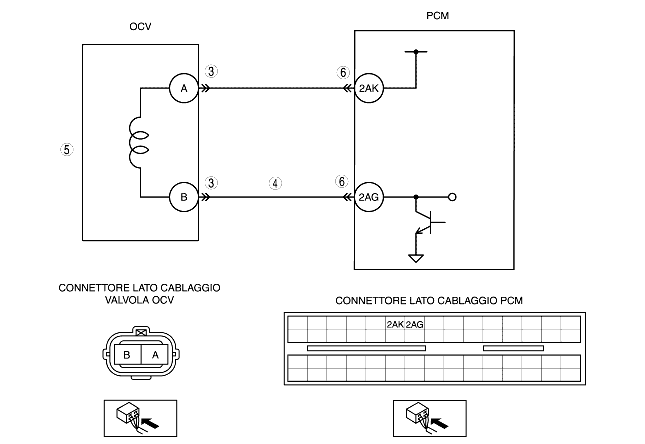 OCV
PCM
A
3
6
2AK
5
B
3
4
6
2AG
CONNETTORE LATO CABLAGGIO
VALVOLA OCV
CONNETTORE LATO CABLAGGIO PCM
2AK 2AG
B A